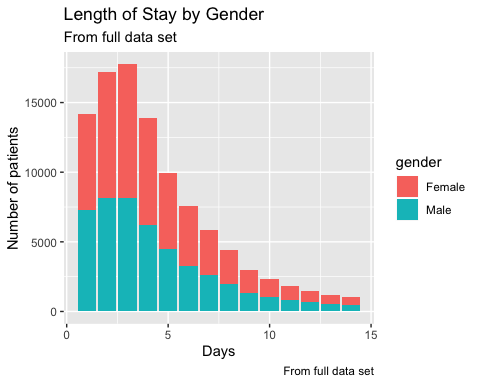 Length of Stay by Gender
From full data set
Number of patients
15000
10000
5000
0
0 5 10 15
Days
gender
Female
Male
From full data set